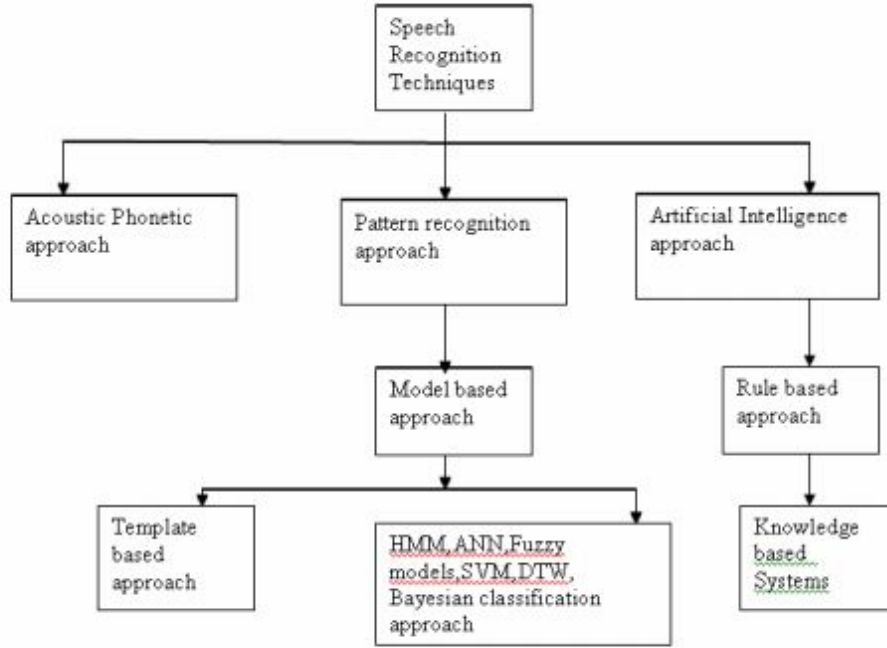 Speech
Recognition
Techniques
Acoustic Phonetic
approach
Pattern recognition
approach
Artificial Intelligence
approach
Model based
approach
Rule based
approach
Template
based
approach
HMM,ANN,Fuzzy
models,SVM,DTW,
Bayesian classification
approach
Knowledge
based
Systems